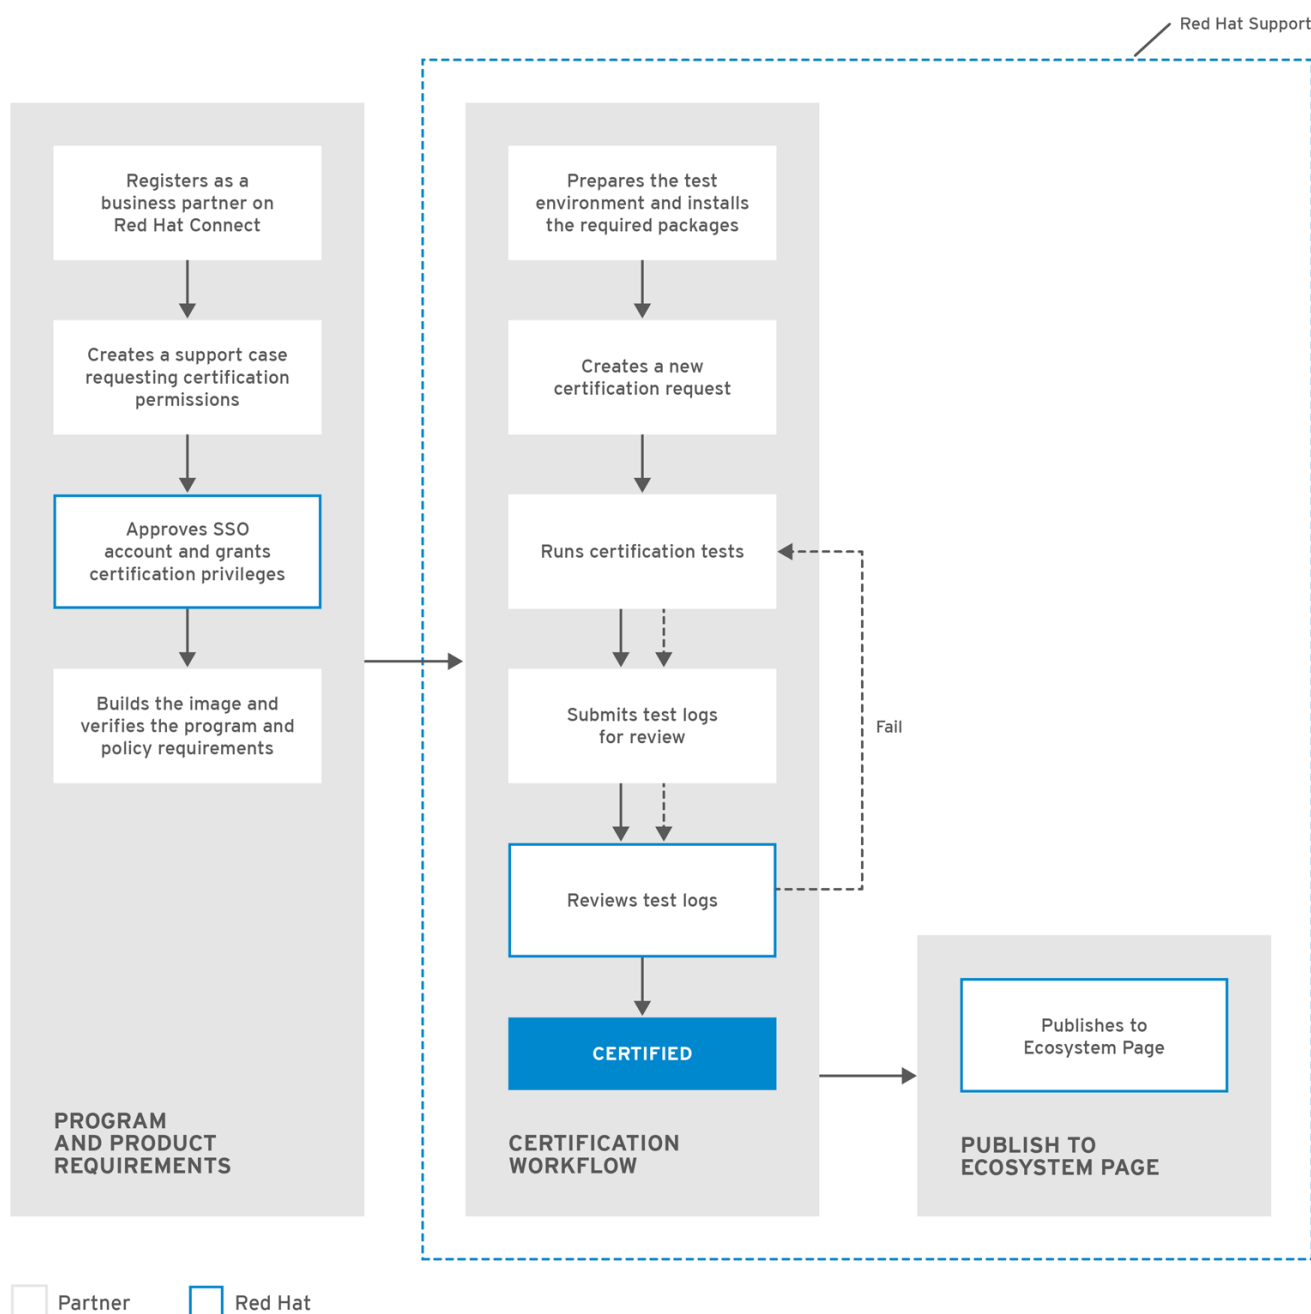 Red Hat Support
Registers as a
business partner on
Red Hat Connect
Creates a support case
requesting certification
permissions
Approves SSO
account and grants
certification privileges
Builds the image and
verifies the program and
policy requirements
PROGRAM
AND PRODUCT
REQUIREMENTS
Prepares the test
environment and installs
the required packages
Creates a new
certification request
Runs certification tests
Submits test logs
for review
Fail
Reviews test logs
CERTIFIED
CERTIFICATION
WORKFLOW
Publishes to
Ecosystem Page
PUBLISH TO
ECOSYSTEM PAGE
Partner
Red Hat